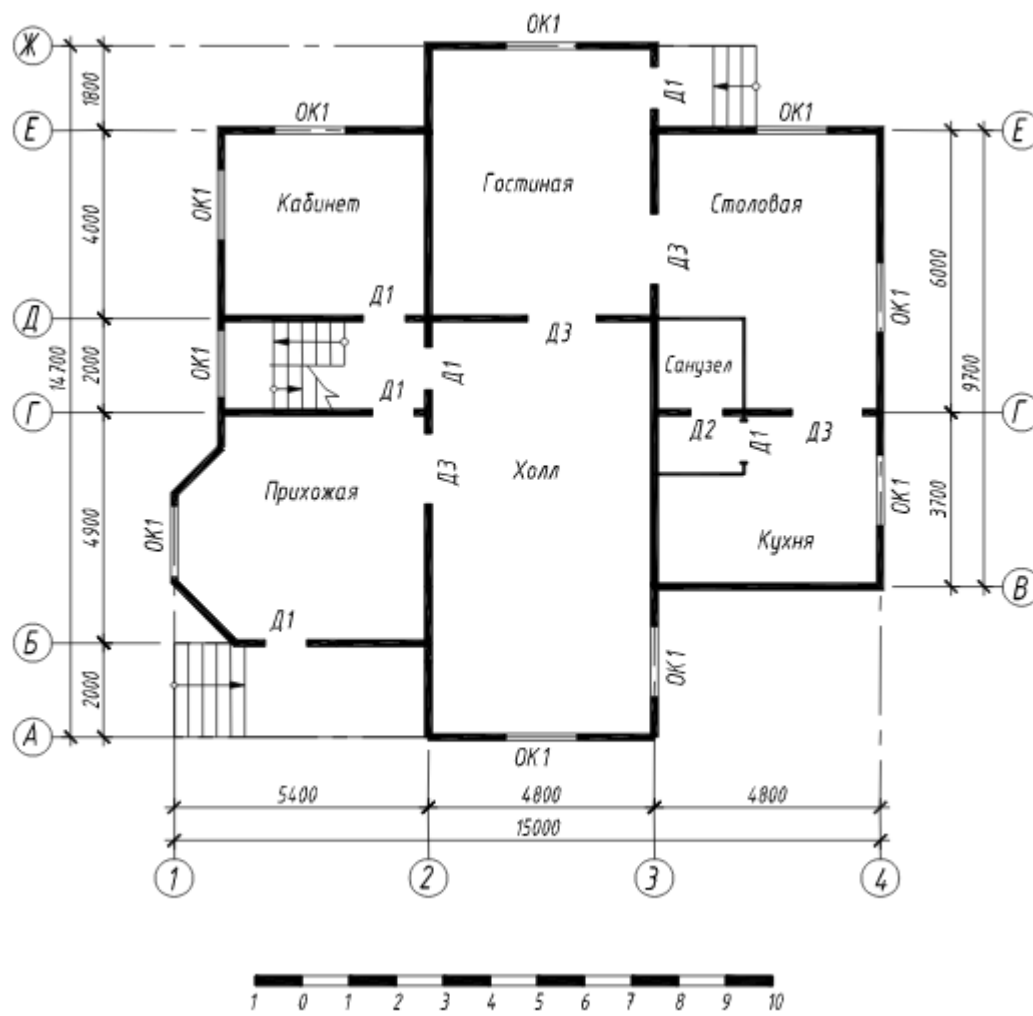 ОК1
Ж
1800
Д1
ОК1
ОК1
Е
Е
Кабинет
Гостиная
Столовая
ОК1
4000
Д3
6000
Д1
ОК1
Д
Д3
14700
2000
ОК1
Д1
Санузел
9700
Д1
Г
Г
Д2
Д1
Д3
Прихожая
Д3
Холл
ОК1
3700
4900
ОК1
Кухня
В
Д1
Б
ОК1
2000
А
ОК1
5400
4800
4800
15000
1
2
3
4
1 0 1 2 3 4 5 6 7 8 9 10